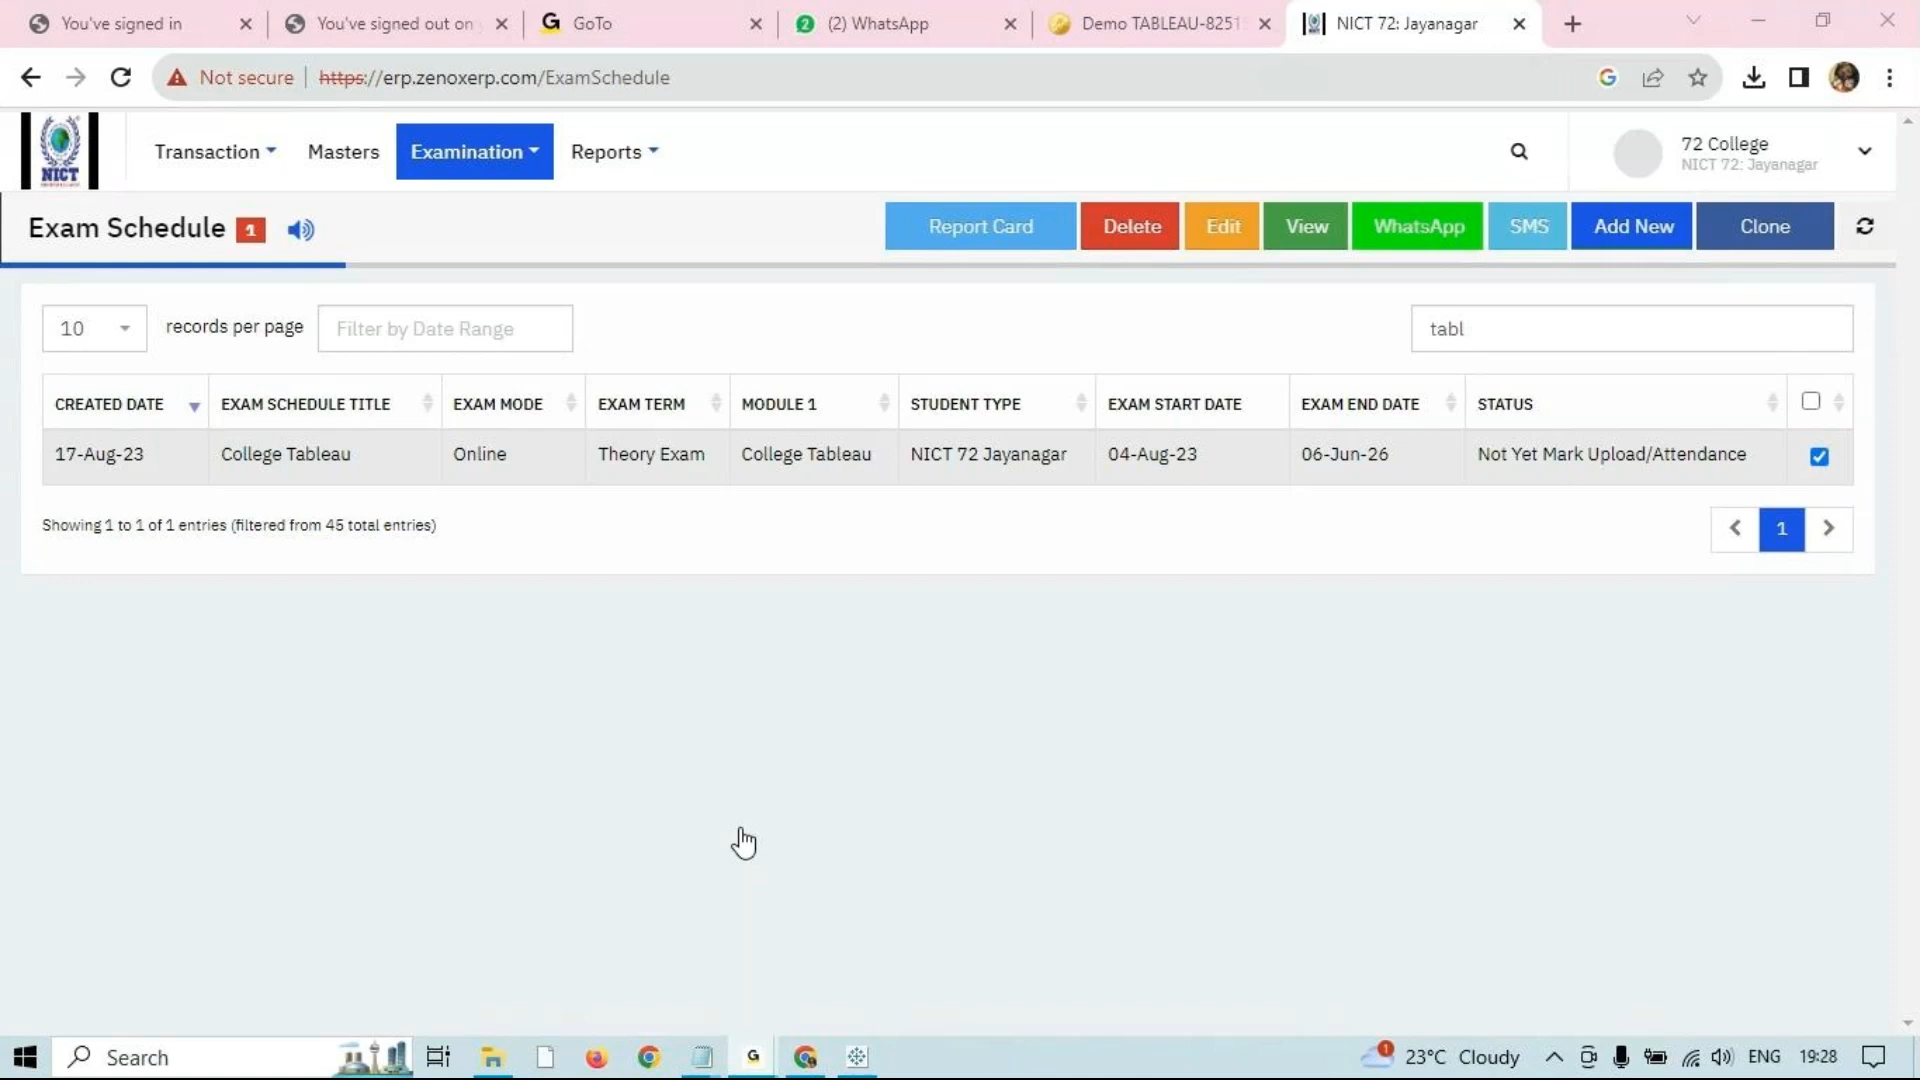 You've signed in
You've signed out on
G GoTo
2 (2) WhatsApp
Demo TABLEAU-8251
NICT 72: Jayanagar
Not secure | https://erp.zenoxerp.com/ExamSchedule
NICT
Transaction
Masters
Examination
Reports
72 College
NICT 72: Jayanagar
Exam Schedule 1
Report Card
Delete
Edit
View
WhatsApp
SMS
Add New
Clone
10 records per page
Filter by Date Range
tabl
CREATED DATE EXAM SCHEDULE TITLE EXAM MODE EXAM TERM MODULE 1 STUDENT TYPE EXAM START DATE EXAM END DATE STATUS
17-Aug-23 College Tableau Online Theory Exam College Tableau NICT 72 Jayanagar 04-Aug-23 06-Jun-26 Not Yet Mark Upload/Attendance
Showing 1 to 1 of 1 entries (filtered from 45 total entries)
1
Search
G
1
23°C Cloudy
ENG
19:28